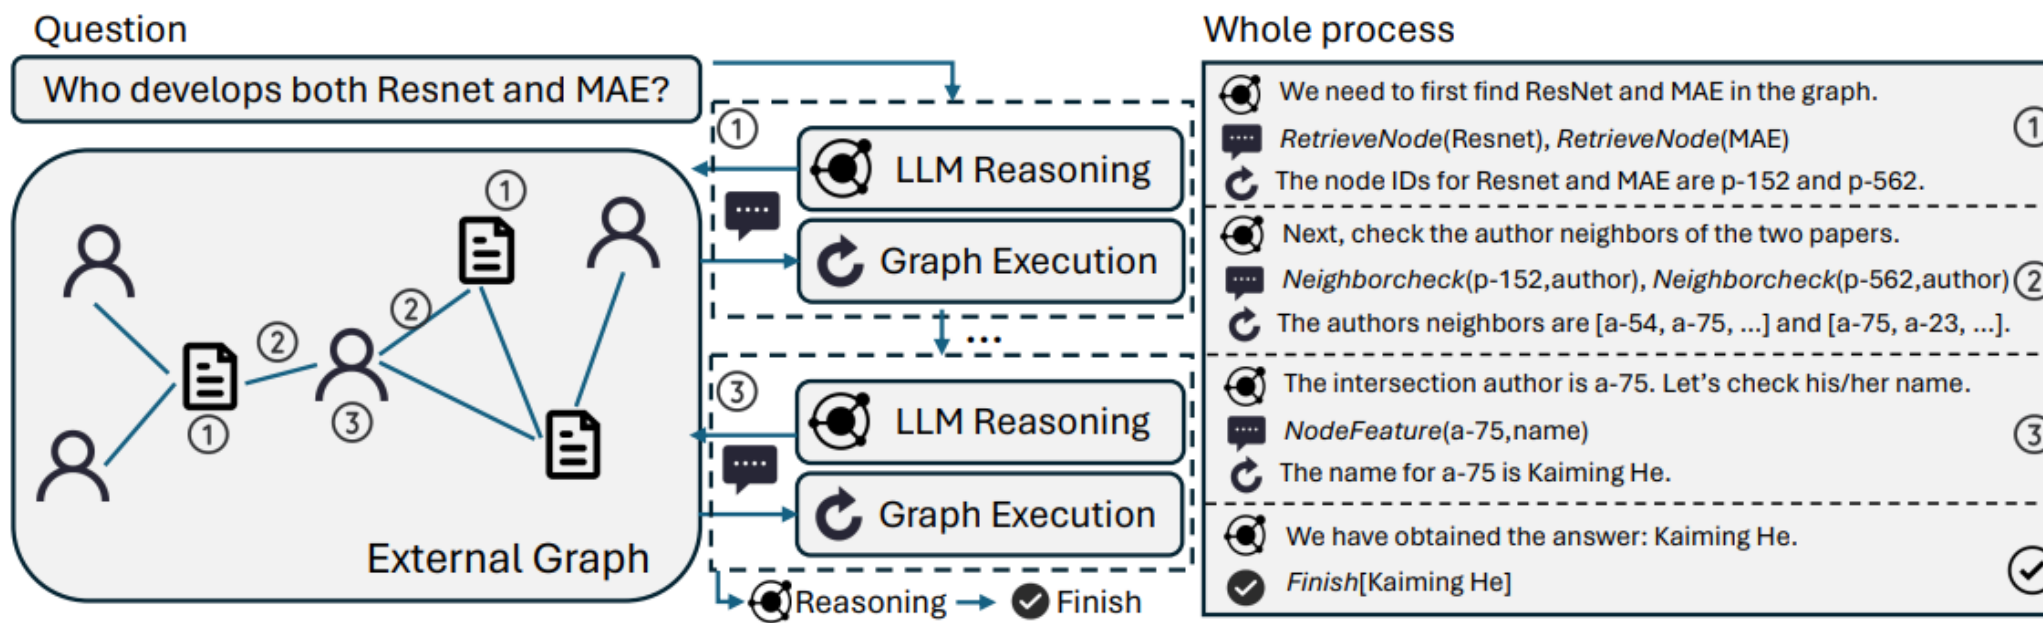 Question
Who develops both Resnet and MAE?
External Graph
1
1
2
2
3
1
LLM Reasoning
Graph Execution
...
3
LLM Reasoning
Graph Execution
Reasoning
Finish
Whole process
We need to first find ResNet and MAE in the graph.
RetrieveNode(Resnet), RetrieveNode(MAE)
1
The node IDs for Resnet and MAE are p-152 and p-562.
Next, check the author neighbors of the two papers.
Neighborcheck(p-152,author), Neighborcheck(p-562,author)
2
The authors neighbors are [a-54, a-75, ...] and [a-75, a-23, ...].
The intersection author is a-75. Let's check his/her name.
NodeFeature(a-75,name)
3
The name for a-75 is Kaiming He.
We have obtained the answer: Kaiming He.
Finish[Kaiming He]